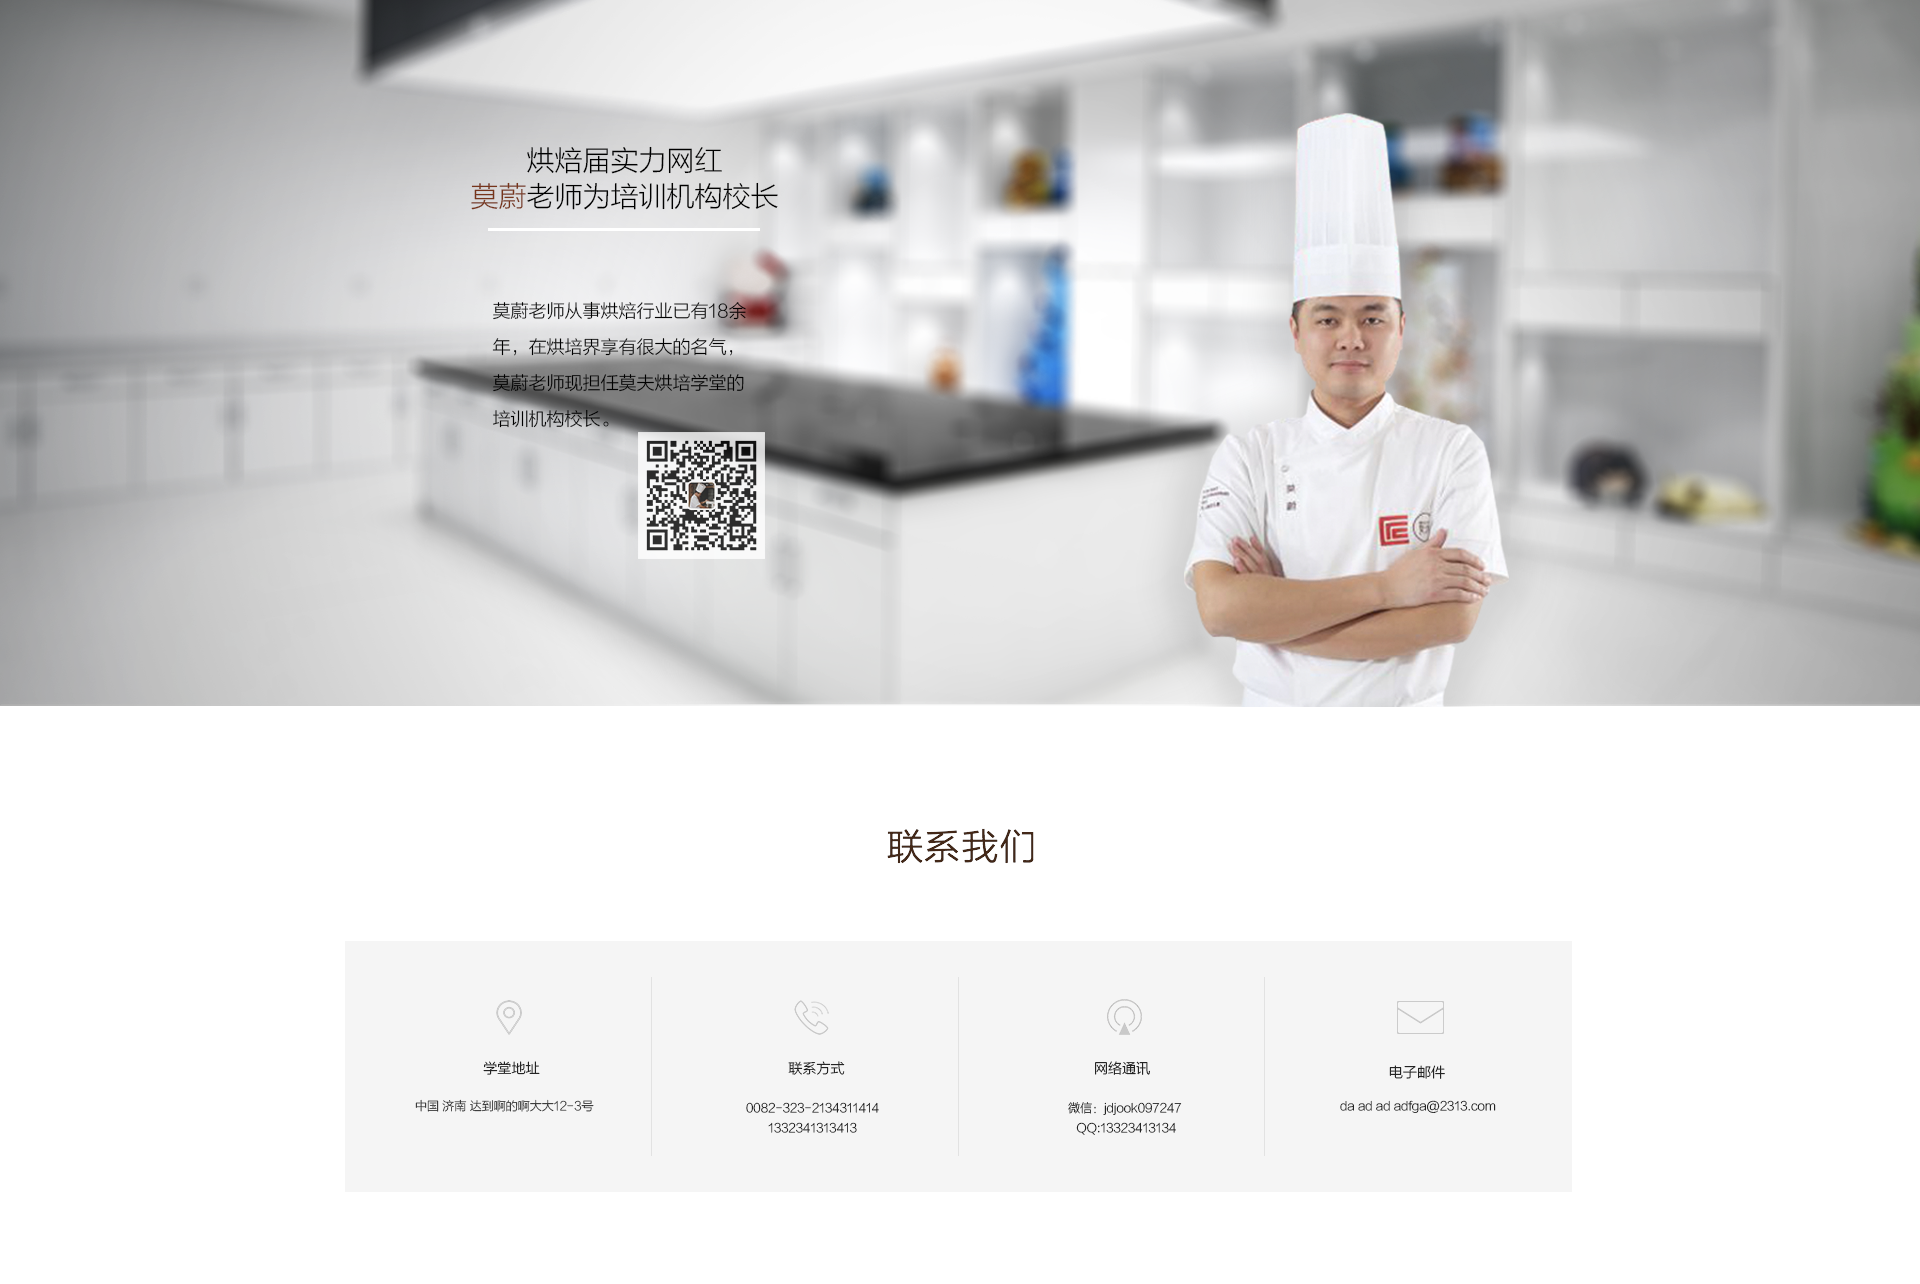 烘焙届实力网红
莫蔚老师为培训机构校长
莫蔚老师从事烘焙行业已有18余
年，在烘培界享有很大的名气，
莫蔚老师现担任莫夫烘培学堂的
培训机构校长。
莫
蔚
联系我们
学堂地址
中国 济南 达到啊的啊大大12-3号
联系方式
0082-323-2134311414
1332341313413
网络通讯
微信：jdjook097247
QQ:13323413134
电子邮件
da ad ad adfga@2313.com